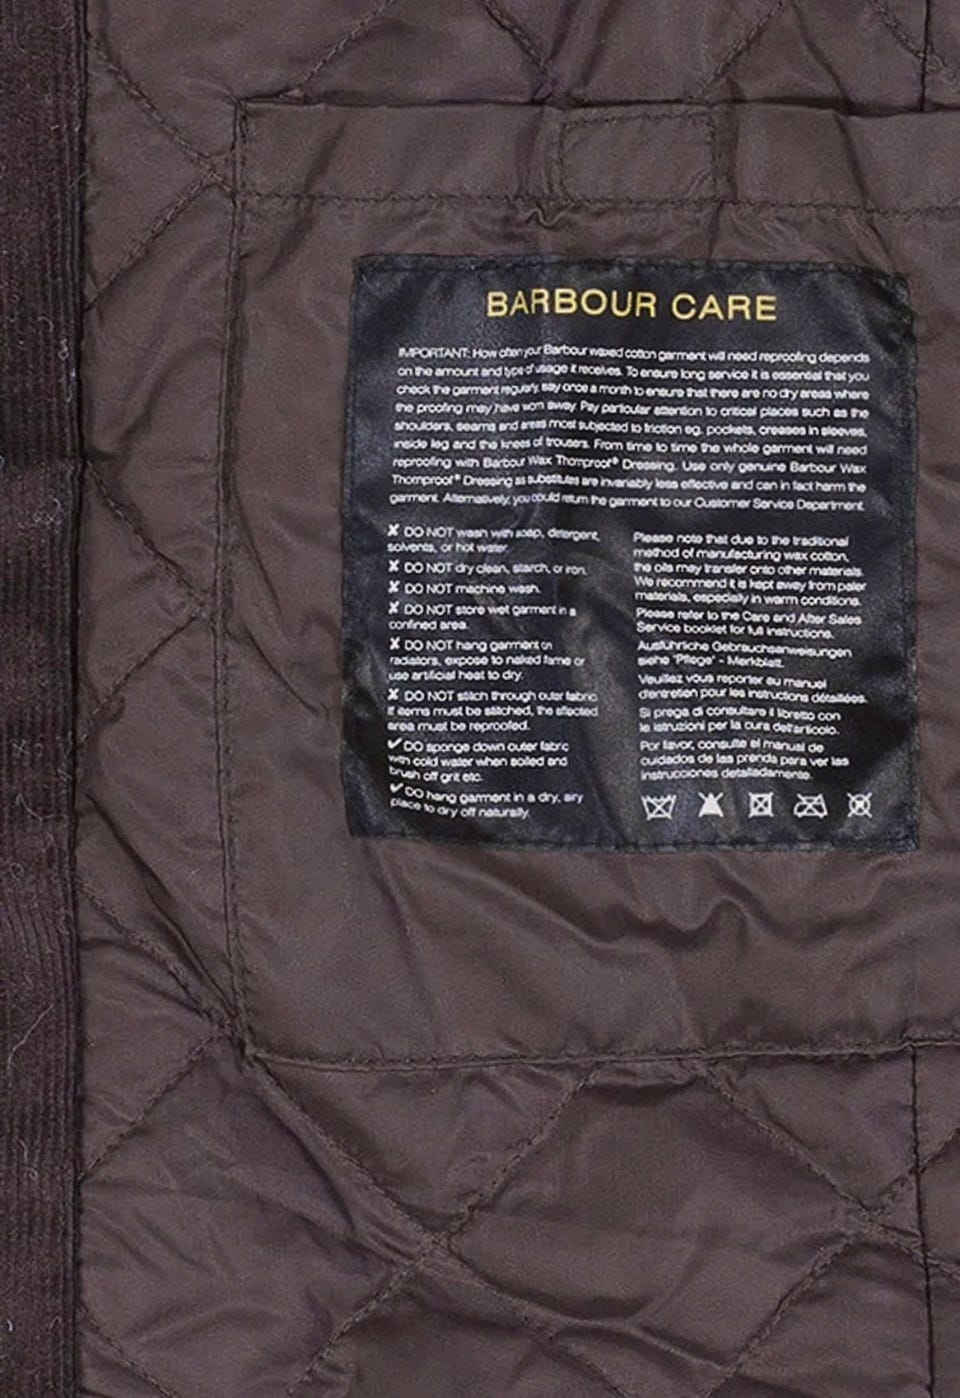 BARBOUR CARE
IMPORTANT: How often your Barbour waxed cotton garment will need reproofing depends
on the amount and type of usage it receives. To ensure long service it is essential that you
check the garment regularly, say once a month to ensure that there are no dry areas where
the proofing may have worn away. Pay particular attention to critical places such as the
shoulders, seams and areas most subjected to friction eg. pockets, creases in sleeves,
inside leg and the knees of trousers. From time to time the whole garment will need
reproofing with Barbour Wax Thornproof® Dressing. Use only genuine Barbour Wax
Thornproof® Dressing as substitutes are invariably less effective and can in fact harm the
garment. Alternatively, you could return the garment to our Customer Service Department.
✘ DO NOT wash with soap, detergent,
solvents, or hot water.
✘ DO NOT dry clean, starch, or iron.
✘ DO NOT machine wash.
✘ DO NOT store wet garment in a
confined area.
✘ DO NOT hang garment on
radiators, expose to naked flame or
use artificial heat to dry.
✘ DO NOT stitch through outer fabric.
If items must be stitched, the affected
area must be reproofed.
✔ DO sponge down outer fabric
with cold water when soiled and
brush off grit etc.
✔ DO hang garment in a dry, airy
place to dry off naturally.
Please note that due to the traditional
method of manufacturing wax cotton,
the oils may transfer onto other materials.
We recommend it is kept away from paler
materials, especially in warm conditions.
Please refer to the Care and After Sales
Service booklet for full instructions.
Ausführliche Gebrauchsanweisungen
siehe "Pflege" - Merkblatt.
Veuillez vous reporter au manuel
d'entretien pour les instructions détaillées.
Si prega di consultare il libretto con
le istruzioni per la cura dell'articolo.
Por favor, consulte el manual de
cuidados de las prenda para ver las
instrucciones detalladamente.